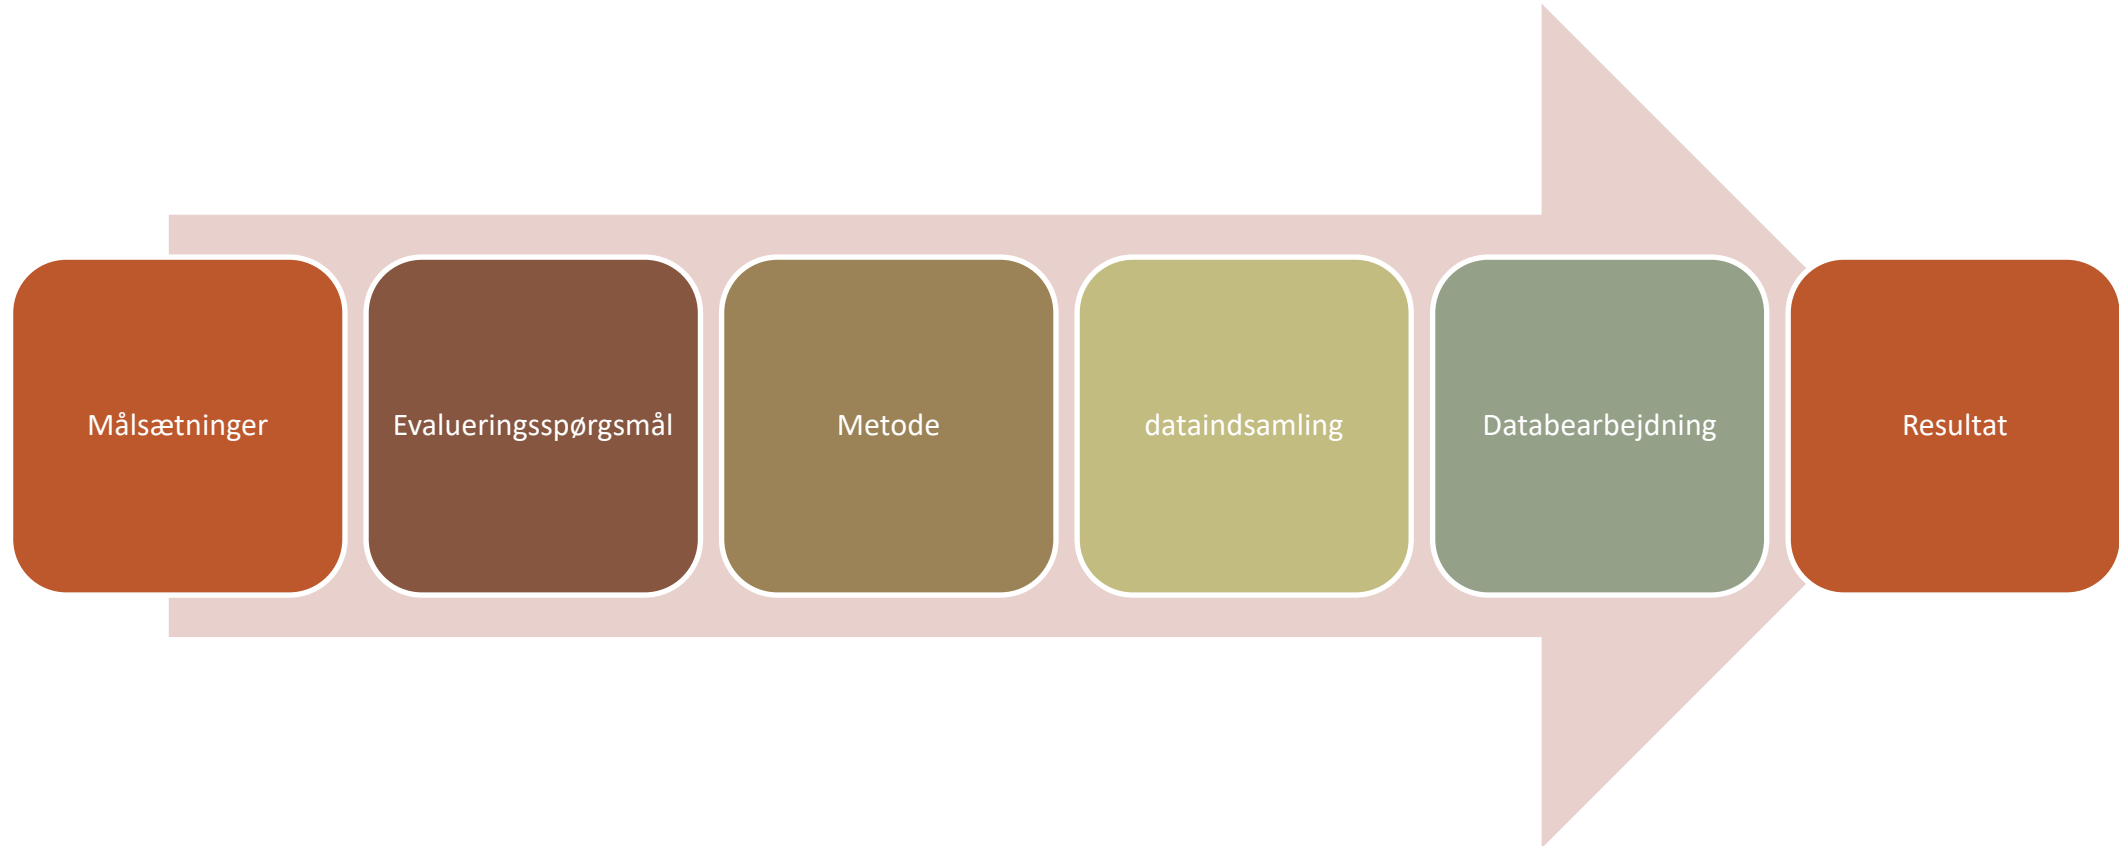 Målsætninger
Evalueringsspørgsmål
Metode
dataindsamling
Databearbejdning
Resultat